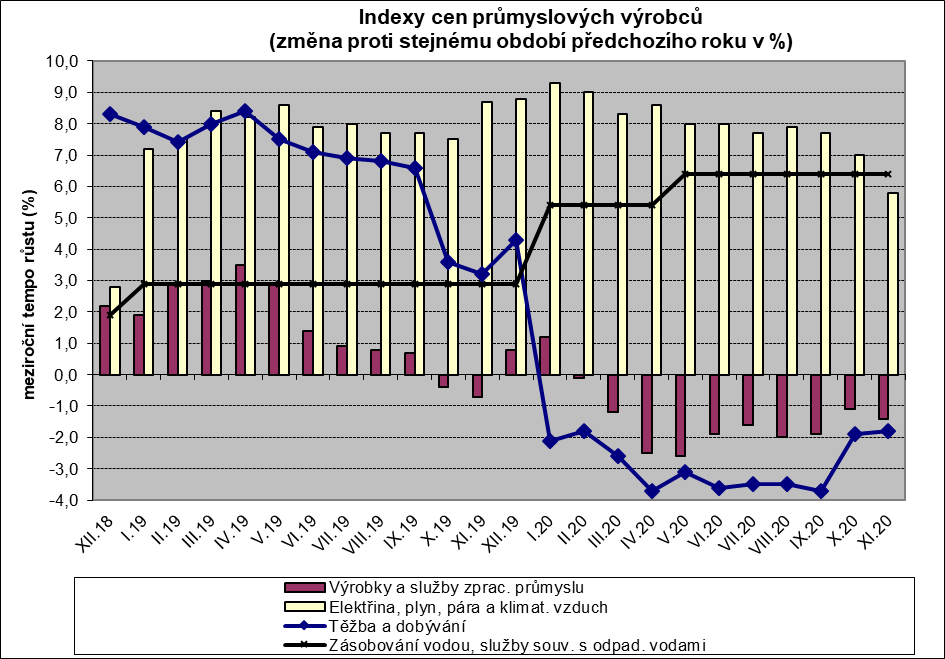 Indexy cen průmyslových výrobců
(změna proti stejnému období předchozího roku v %)
meziroční tempo růstu (%)
10,0
9,0
8,0
7,0
6,0
5,0
4,0
3,0
2,0
1,0
0,0
-1,0
-2,0
-3,0
-4,0
XII.18
I.19
II.19
III.19
IV.19
V.19
VI.19
VII.19
VIII.19
IX.19
X.19
XI.19
XII.19
I.20
II.20
III.20
IV.20
V.20
VI.20
VII.20
VIII.20
IX.20
X.20
XI.20
Výrobky a služby zprac. průmyslu
Elektřina, plyn, pára a klimat. vzduch
Těžba a dobývání
Zásobování vodou, služby souv. s odpad. vodami